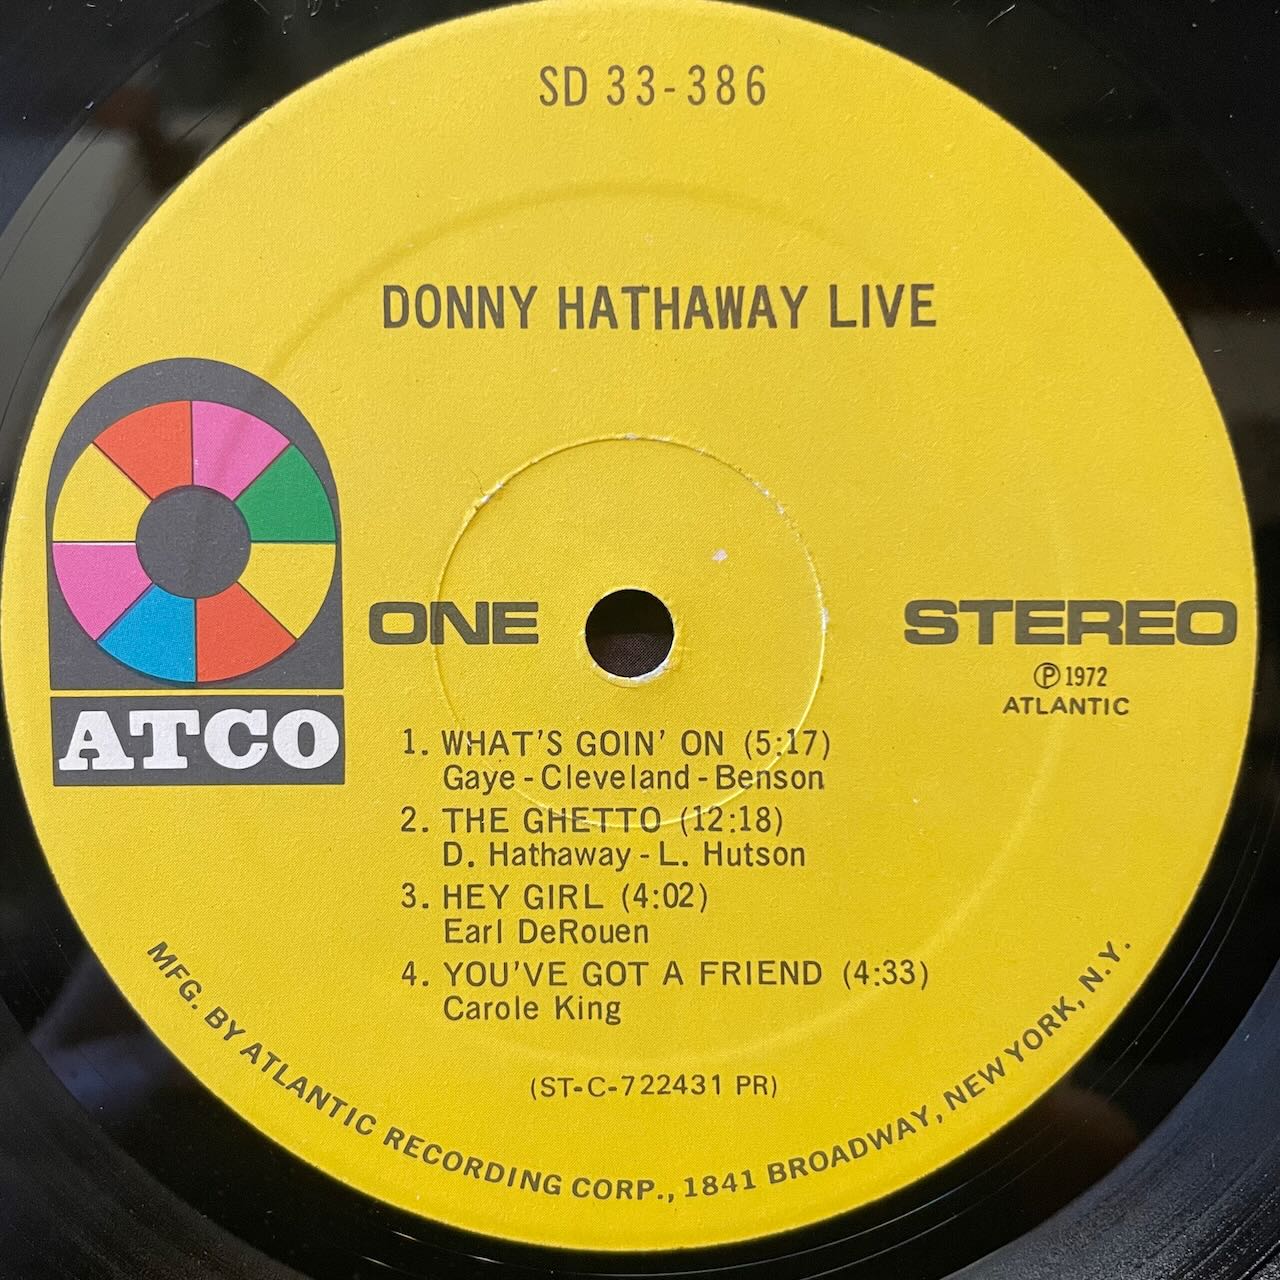 SD 33-386
DONNY HATHAWAY LIVE
ATCO
ONE
STEREO
Ⓟ 1972
ATLANTIC
1. WHAT'S GOIN' ON (5:17)
Gaye - Cleveland - Benson
2. THE GHETTO (12:18)
D. Hathaway - L. Hutson
3. HEY GIRL (4:02)
Earl DeRouen
4. YOU'VE GOT A FRIEND (4:33)
Carole King
(ST-C-722431 PR)
MFG. BY ATLANTIC RECORDING CORP., 1841 BROADWAY, NEW YORK, N.Y.